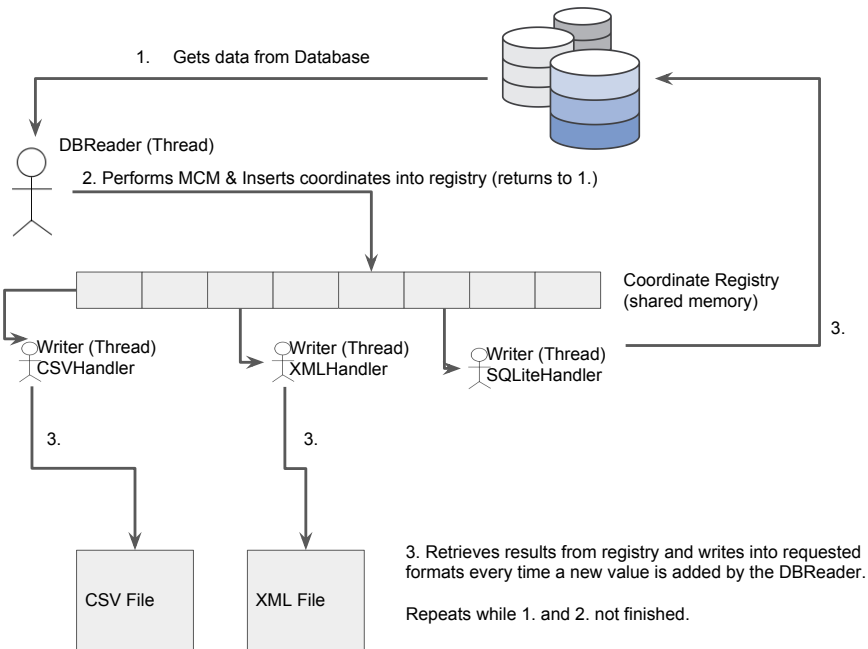 1. Gets data from Database
DBReader (Thread)
2. Performs MCM & Inserts coordinates into registry (returns to 1.)
Coordinate Registry
(shared memory)
3.
Writer (Thread)
CSVHandler
Writer (Thread)
XMLHandler
Writer (Thread)
SQLiteHandler
3.
3.
3. Retrieves results from registry and writes into requested
formats every time a new value is added by the DBReader.
CSV File
XML File
Repeats while 1. and 2. not finished.